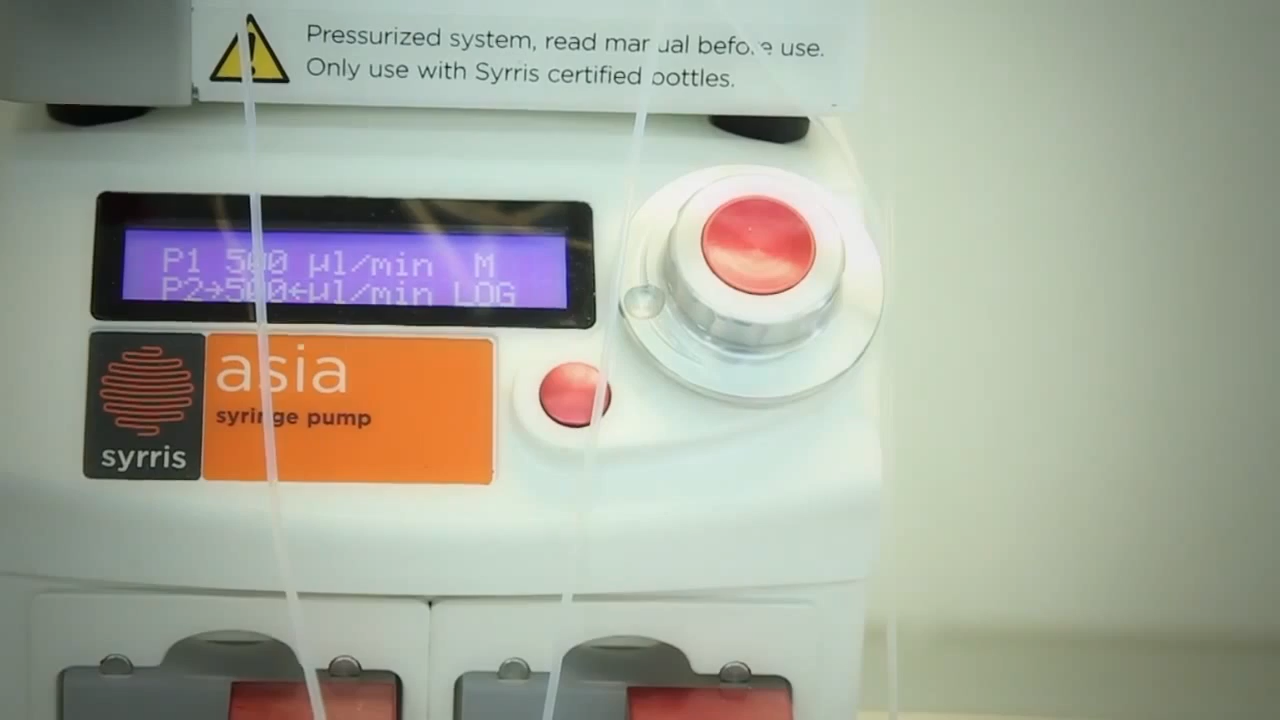 Pressurized system, read manual before use.
Only use with Syrris certified bottles.
P1 500 µl/min M
P2→500←µl/min LOG
asia
syringe pump
syrris